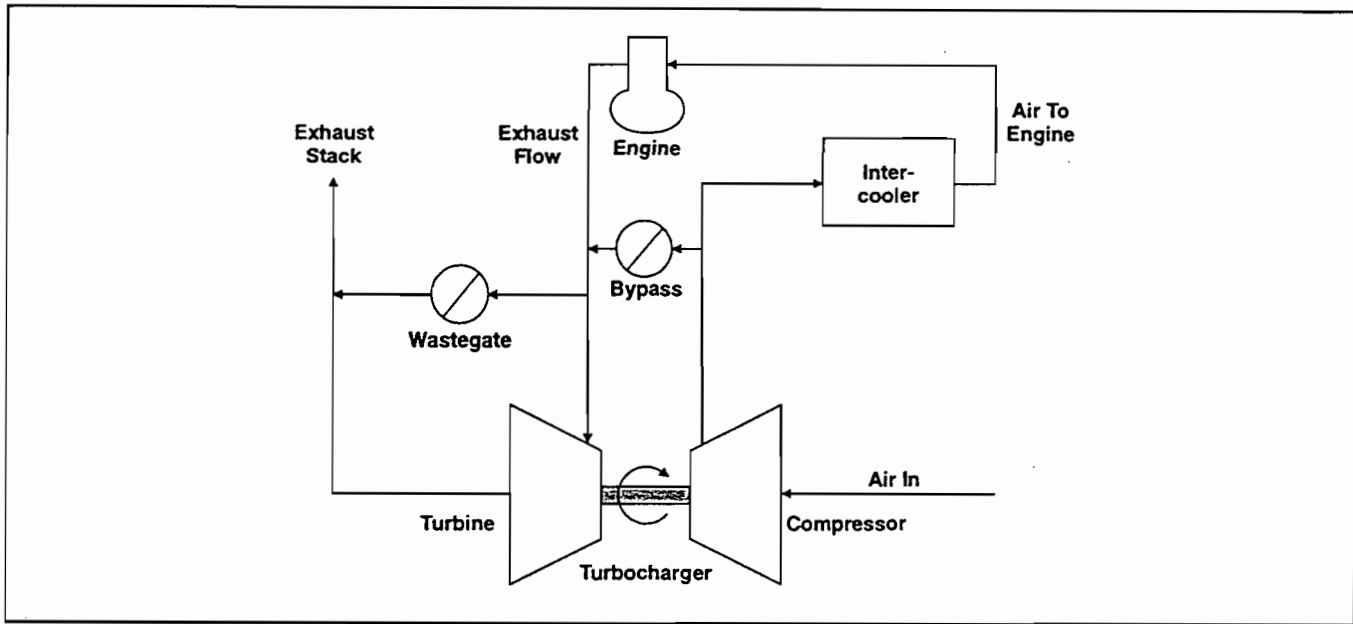 Exhaust
Stack
Exhaust
Flow
Engine
Air To
Engine
Inter-
cooler
Bypass
Wastegate
Air In
Turbine
Compressor
Turbocharger